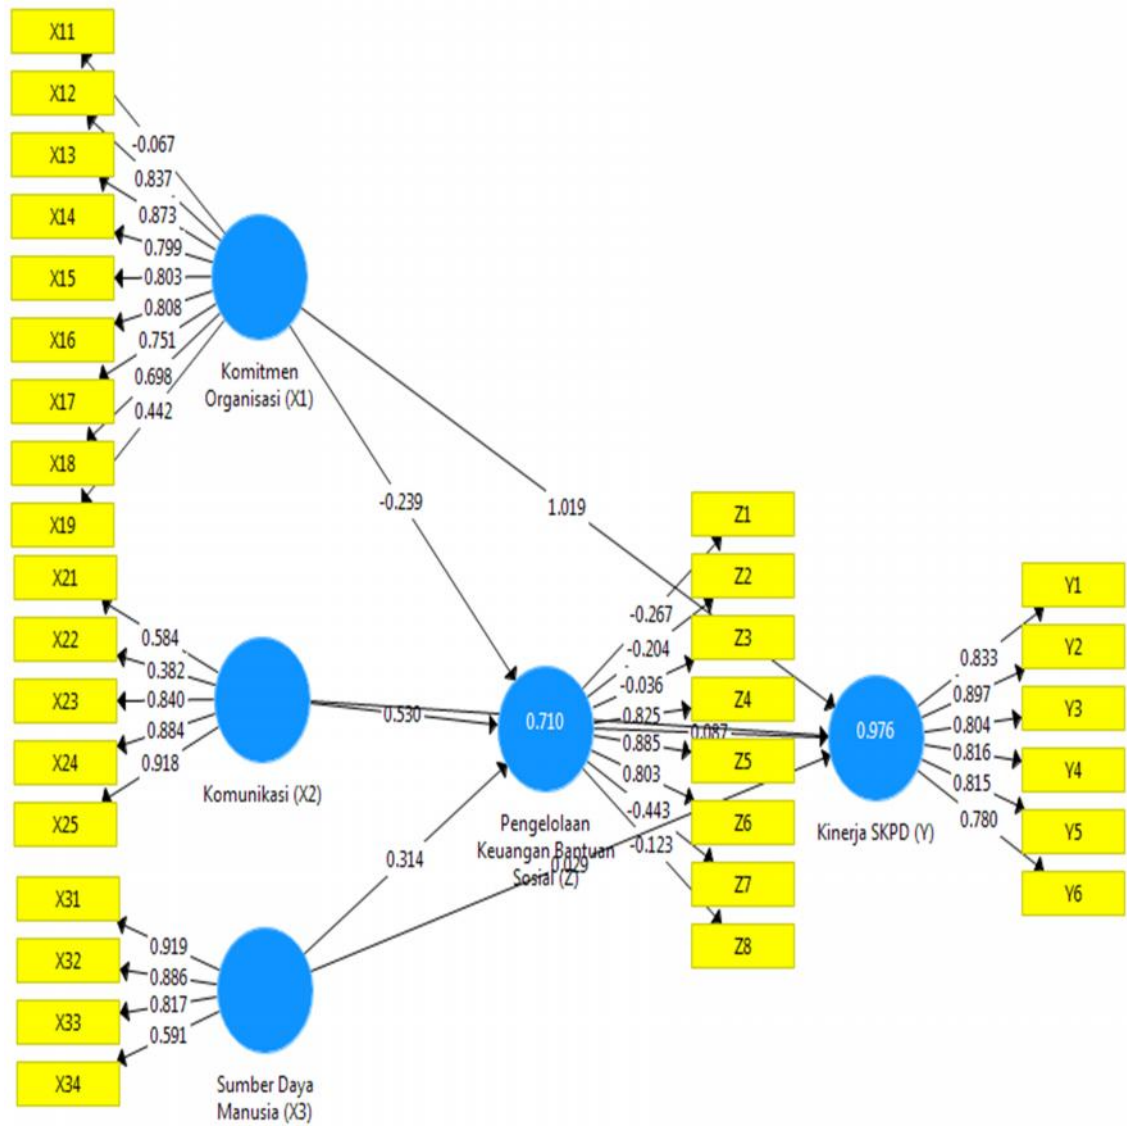 X11
X12
X13
X14
X15
X16
X17
X18
X19
-0.067
0.837
0.873
0.799
0.803
0.808
0.751
0.698
0.442
Komitmen
Organisasi (X1)
-0.239
1.019
X21
X22
X23
X24
X25
0.584
0.382
0.840
0.884
0.918
Komunikasi (X2)
0.530
X31
X32
X33
X34
0.919
0.886
0.817
0.591
Sumber Daya
Manusia (X3)
0.314
0.029
0.710
Pengelolaan
Keuangan Bantuan
Sosial (Z)
-0.267
-0.204
-0.036
0.825
0.885
0.803
-0.443
-0.123
0.087
Z1
Z2
Z3
Z4
Z5
Z6
Z7
Z8
0.976
Kinerja SKPD (Y)
0.833
0.897
0.804
0.816
0.815
0.780
Y1
Y2
Y3
Y4
Y5
Y6